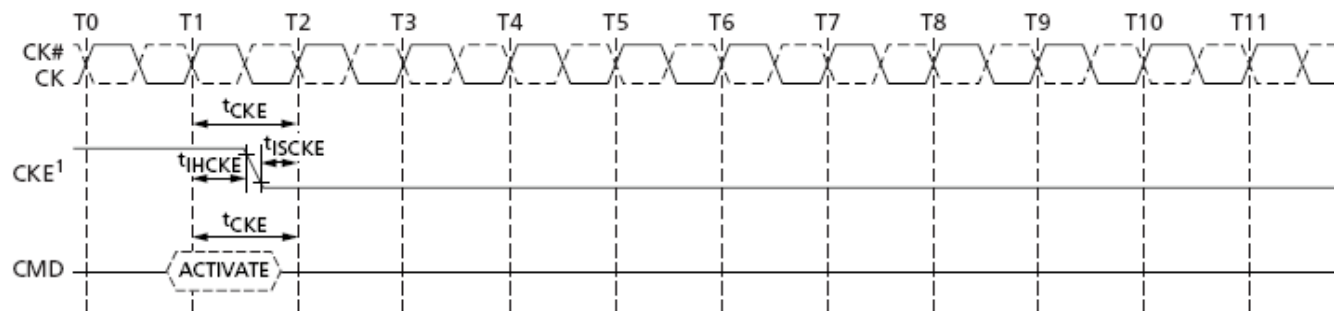 T0 T1 T2 T3 T4 T5 T6 T7 T8 T9 T10 T11
CK#
CK
tCKE
tISCKE
tIHCKE
CKE1
tCKE
CMD ACTIVATE